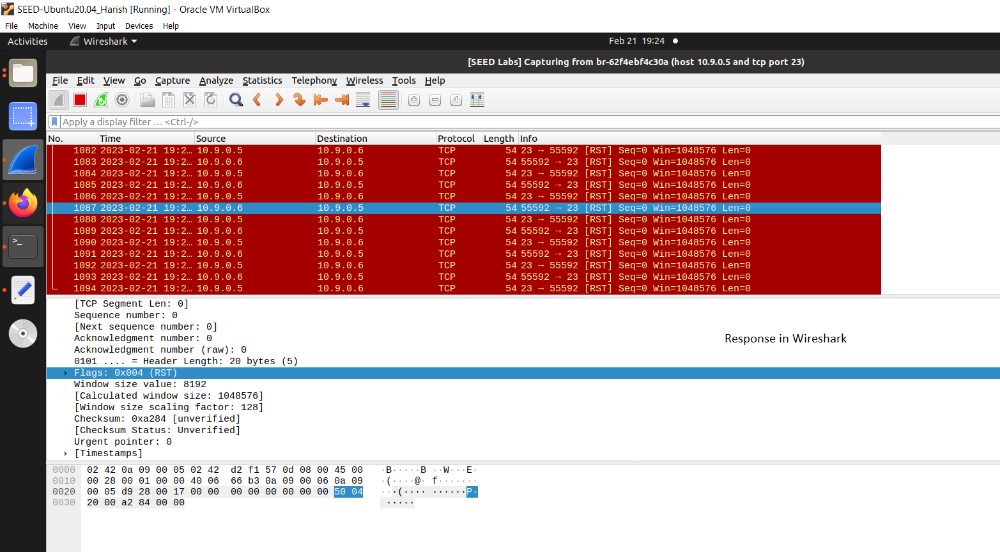 SEED-Ubuntu20.04_Harish [Running] - Oracle VM VirtualBox
File Machine View Input Devices Help
Activities Wireshark Feb 21 19:24
[SEED Labs] Capturing from br-62f4ebf4c30a (host 10.9.0.5 and tcp port 23)
File Edit View Go Capture Analyze Statistics Telephony Wireless Tools Help
Apply a display filter … <Ctrl-/>
No. Time Source Destination Protocol Length Info
1082 2023-02-21 19:2… 10.9.0.5 10.9.0.6 TCP 54 23 → 55592 [RST] Seq=0 Win=1048576 Len=0
1083 2023-02-21 19:2… 10.9.0.6 10.9.0.5 TCP 54 55592 → 23 [RST] Seq=0 Win=1048576 Len=0
1084 2023-02-21 19:2… 10.9.0.5 10.9.0.6 TCP 54 23 → 55592 [RST] Seq=0 Win=1048576 Len=0
1085 2023-02-21 19:2… 10.9.0.6 10.9.0.5 TCP 54 55592 → 23 [RST] Seq=0 Win=1048576 Len=0
1086 2023-02-21 19:2… 10.9.0.5 10.9.0.6 TCP 54 23 → 55592 [RST] Seq=0 Win=1048576 Len=0
1087 2023-02-21 19:2… 10.9.0.6 10.9.0.5 TCP 54 55592 → 23 [RST] Seq=0 Win=1048576 Len=0
1088 2023-02-21 19:2… 10.9.0.5 10.9.0.6 TCP 54 23 → 55592 [RST] Seq=0 Win=1048576 Len=0
1089 2023-02-21 19:2… 10.9.0.6 10.9.0.5 TCP 54 55592 → 23 [RST] Seq=0 Win=1048576 Len=0
1090 2023-02-21 19:2… 10.9.0.5 10.9.0.6 TCP 54 23 → 55592 [RST] Seq=0 Win=1048576 Len=0
1091 2023-02-21 19:2… 10.9.0.6 10.9.0.5 TCP 54 55592 → 23 [RST] Seq=0 Win=1048576 Len=0
1092 2023-02-21 19:2… 10.9.0.5 10.9.0.6 TCP 54 23 → 55592 [RST] Seq=0 Win=1048576 Len=0
1093 2023-02-21 19:2… 10.9.0.6 10.9.0.5 TCP 54 55592 → 23 [RST] Seq=0 Win=1048576 Len=0
1094 2023-02-21 19:2… 10.9.0.5 10.9.0.6 TCP 54 23 → 55592 [RST] Seq=0 Win=1048576 Len=0
[TCP Segment Len: 0]
Sequence number: 0
[Next sequence number: 0]
Acknowledgment number: 0
Response in Wireshark
Acknowledgment number (raw): 0
0101 .... = Header Length: 20 bytes (5)
Flags: 0x004 (RST)
Window size value: 8192
[Calculated window size: 1048576]
[Window size scaling factor: 128]
Checksum: 0xa284 [unverified]
[Checksum Status: Unverified]
Urgent pointer: 0
[Timestamps]
0000 02 42 0a 09 00 05 02 42 d2 f1 57 0d 08 00 45 00 ·B·····B ··W···E·
0010 00 28 00 01 00 00 40 06 66 b3 0a 09 00 06 0a 09 ·(····@· f·······
0020 00 05 d9 28 00 17 00 00 00 00 00 00 00 00 50 04 ···(···· ······P·
0030 20 00 a2 84 00 00 ·····